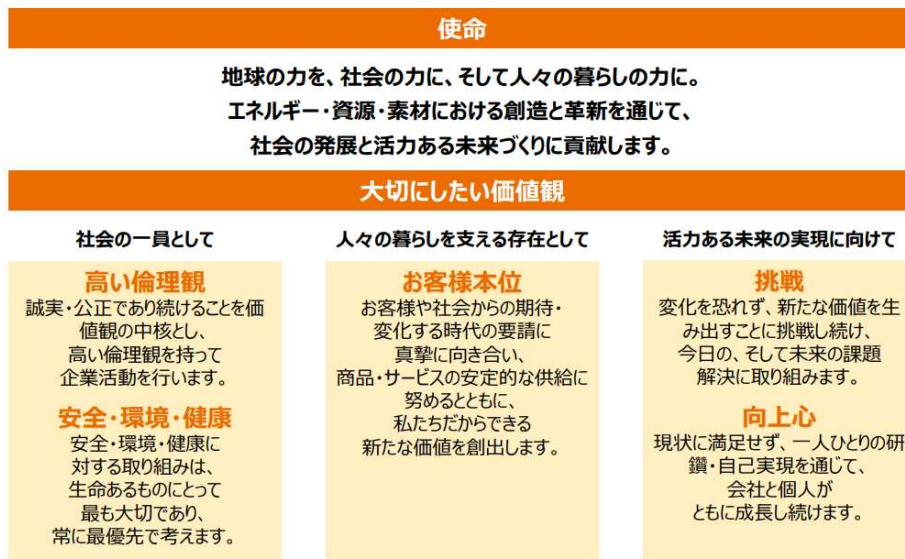 使命
地球の力を、社会の力に、そして人々の暮らしの力に。
エネルギー・資源・素材における創造と革新を通じて、
社会の発展と活力ある未来づくりに貢献します。
大切にしたい価値観
社会の一員として
高い倫理観
誠実・公正であり続けることを価
値観の中核とし、
高い倫理観を持って
企業活動を行います。
安全・環境・健康
安全・環境・健康に
対する取り組みは、
生命あるものにとって
最も大切であり、
常に最優先で考えます。
人々の暮らしを支える存在として
お客様本位
お客様や社会からの期待・
変化する時代の要請に
真摯に向き合い、
商品・サービスの安定的な供給に
努めるとともに、
私たちだからできる
新たな価値を創出します。
活力ある未来の実現に向けて
挑戦
変化を恐れず、新たな価値を生
み出すことに挑戦し続け、
今日の、そして未来の課題
解決に取り組みます。
向上心
現状に満足せず、一人ひとりの研
鑽・自己実現を通じて、
会社と個人が
ともに成長し続けます。